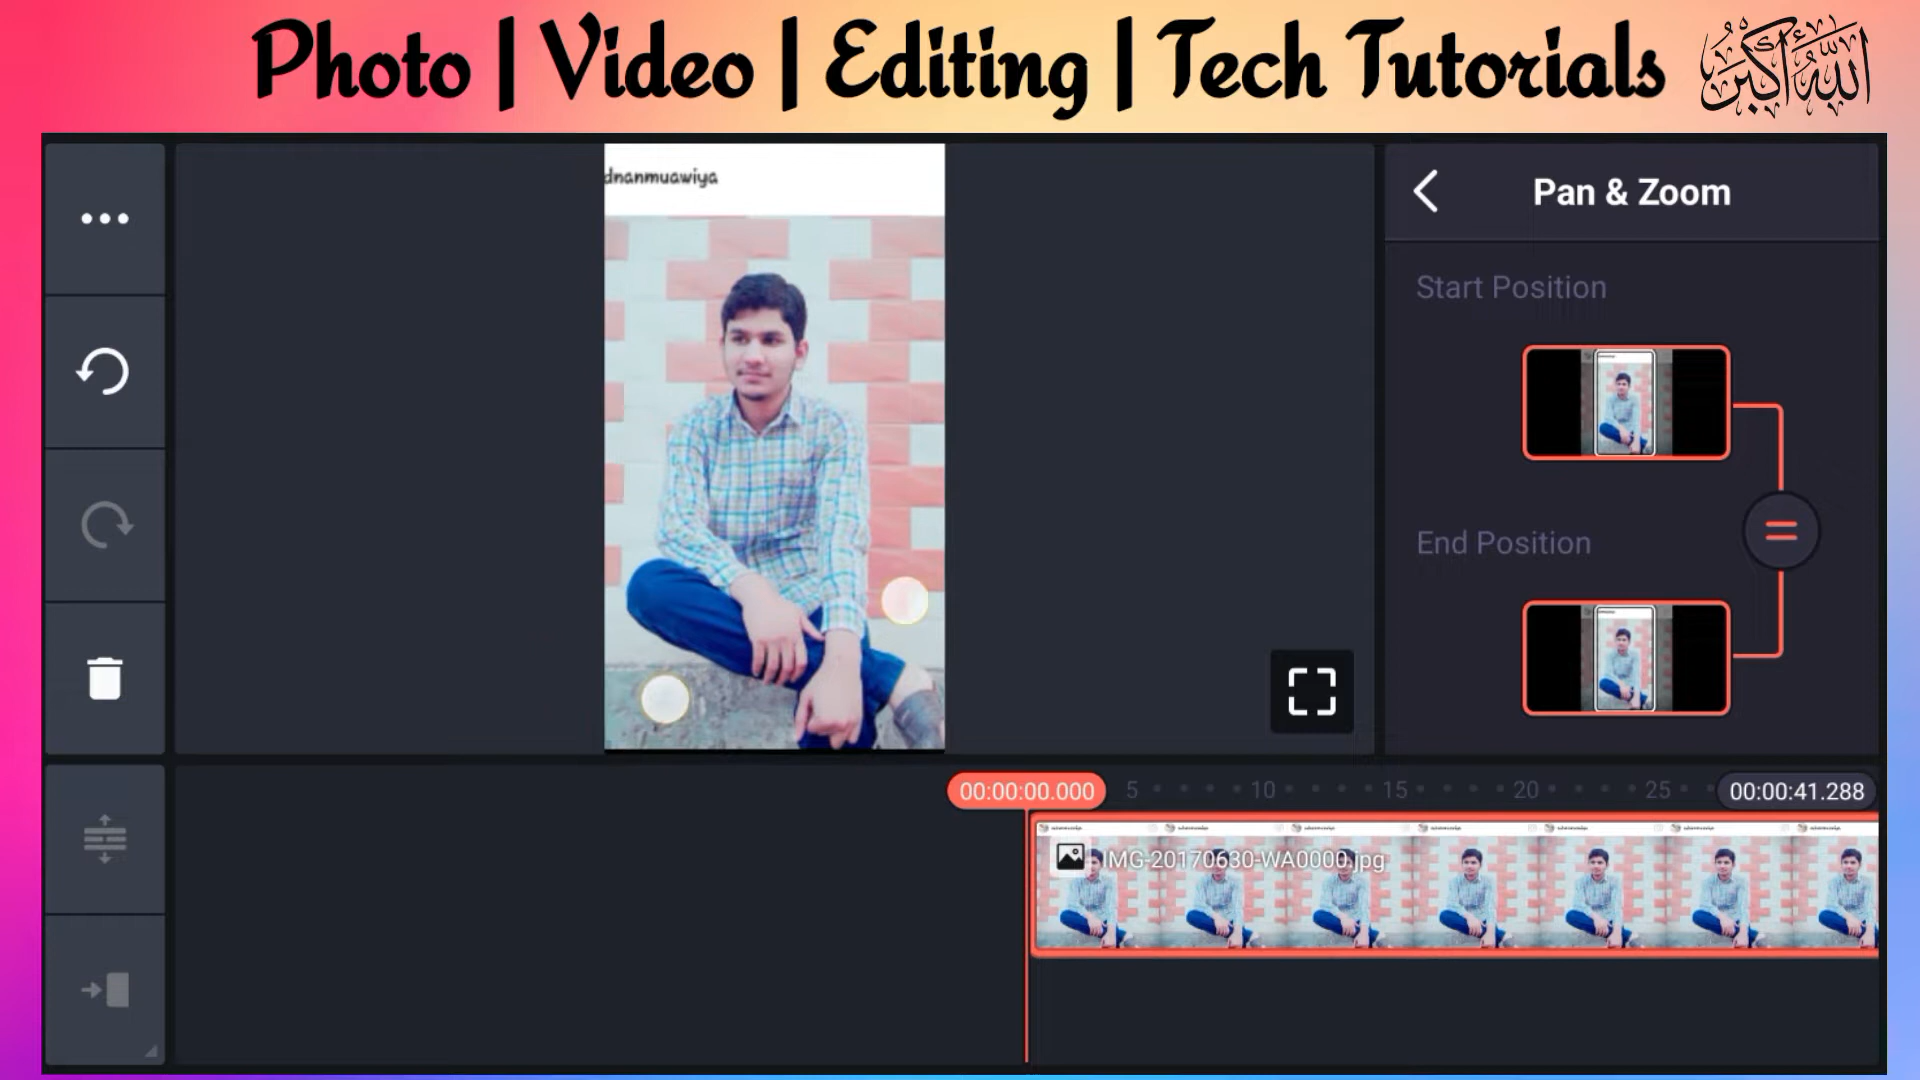 Photo | Video | Editing | Tech Tutorials
الله أكبر
dnanmuawiya
Pan & Zoom
Start Position
End Position
00:00:00.000 5 10 15 20 25 00:00:41.288
IMG-20170630-WA0000.jpg